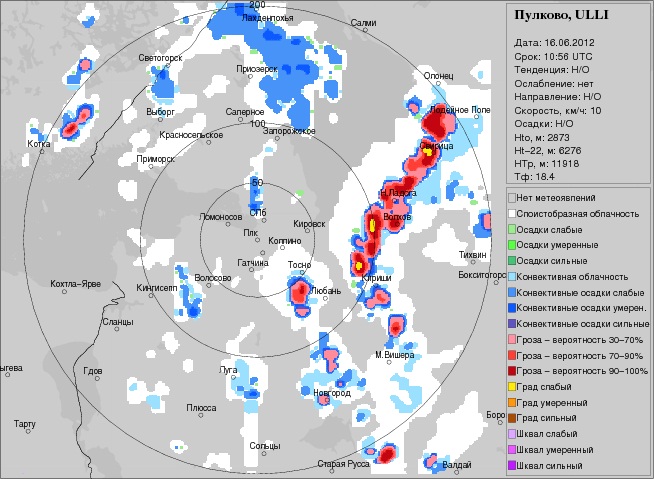 200
Лахденпохья
Салми
Светогорск
Приозерск
Олонец
Выборг
Саперное
Лодейное Поле
100
Запорожское
Красносельское
Котка
Свирица
Приморск
50
Н.Ладога
Ломоносов
СПб
Волхов
Кировск
Плк
Колпино
Тихвин
Гатчина
Тосно
Бокситогорс
Волосово
Кириши
Кохтла-Ярве
Кингисепп
Любань
Сланцы
М.Вишера
Луга
Гдов
Новгород
Плюсса
Тарту
Боро
Сольцы
Старая Русса
Валдай
Пулково, ULLI
Дата: 16.06.2012
Срок: 10:56 UTC
Тенденция: Н/О
Ослабление: нет
Направление: Н/О
Скорость, км/ч: 10
Осадки: Н/О
Hto, м: 2873
Ht-22, м: 6276
НТр, м: 11918
Тф: 18.4
Нет метеоявлений
Слоистобразная облачность
Осадки слабые
Осадки умеренные
Осадки сильные
Конвективная облачность
Конвективные осадки слабые
Конвективные осадки умерен.
Конвективные осадки сильные
Гроза – вероятность 30–70%
Гроза – вероятность 70–90%
Гроза – вероятность 90–100%
Град слабый
Град умеренный
Град сильный
Шквал слабый
Шквал умеренный
Шквал сильный